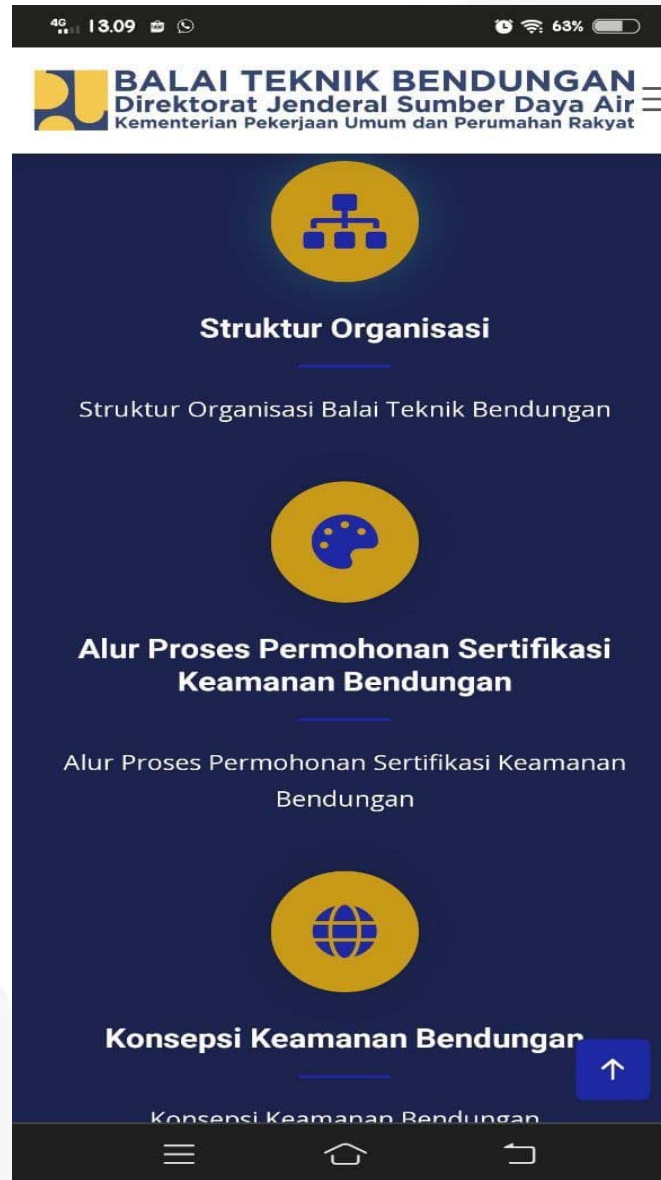 4G 13.09 63%
BALAI TEKNIK BENDUNGAN
Direktorat Jenderal Sumber Daya Air
Kementerian Pekerjaan Umum dan Perumahan Rakyat
Struktur Organisasi
Struktur Organisasi Balai Teknik Bendungan
Alur Proses Permohonan Sertifikasi
Keamanan Bendungan
Alur Proses Permohonan Sertifikasi Keamanan
Bendungan
Konsepsi Keamanan Bendungan
Konsepsi Keamanan Bendungan